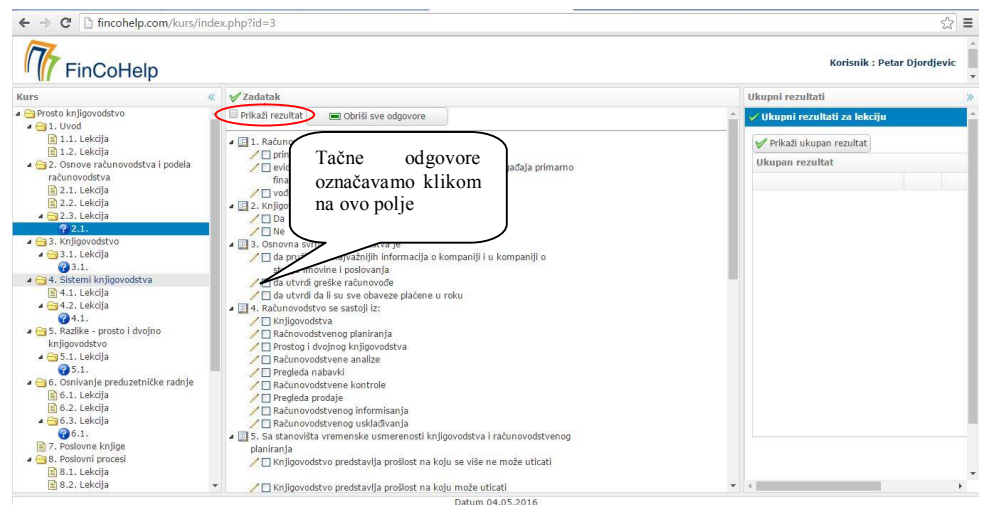 fincohelp.com/kurs/index.php?id=3
FinCoHelp
Korisnik : Petar Djordjevic
Kurs
Prosto knjigovodstvo
1. Uvod
1.1. Lekcija
1.2. Lekcija
2. Osnove računovodstva i podela
računovodstva
2.1. Lekcija
2.2. Lekcija
2.3. Lekcija
2.1.
3. Knjigovodstvo
3.1. Lekcija
3.1.
4. Sistemi knjigovodstva
4.1. Lekcija
4.2. Lekcija
4.1.
5. Razlike - prosto i dvojno
knjigovodstvo
5.1. Lekcija
5.1.
6. Osnivanje preduzetničke radnje
6.1. Lekcija
6.2. Lekcija
6.3. Lekcija
6.1.
7. Poslovne knjige
8. Poslovni procesi
8.1. Lekcija
8.2. Lekcija
Zadatak
Prikaži rezultat
Obriši sve odgovore
Tačne odgovore
označavamo klikom
na ovo polje
1.
primarno
2.
Da
Ne
3. Osnovna je
da informacija o kompaniji i u kompaniji o
imovine i poslovanja
da utvrdi greške računovođe
da utvrdi da li su sve obaveze plaćene u roku
4. Računovodstvo se sastoji iz:
Knjigovodstva
Račnovodstvenog planiranja
Prostog i dvojnog knjigovodstva
Računovodstvene analize
Pregleda nabavki
Računovodstvene kontrole
Pregleda prodaje
Računovodstvenog informisanja
Računovodstvenog usklađivanja
5. Sa stanovišta vremenske usmerenosti knjigovodstva i računovodstvenog
planiranja
Knjigovodstvo predstavlja prošlost na koju se više ne može uticati
Knjigovodstvo predstavlja prošlost na koju može uticati
Ukupni rezultati
Ukupni rezultati za lekciju
Prikaži ukupan rezultat
Ukupan rezultat
Datum 04.05.2016